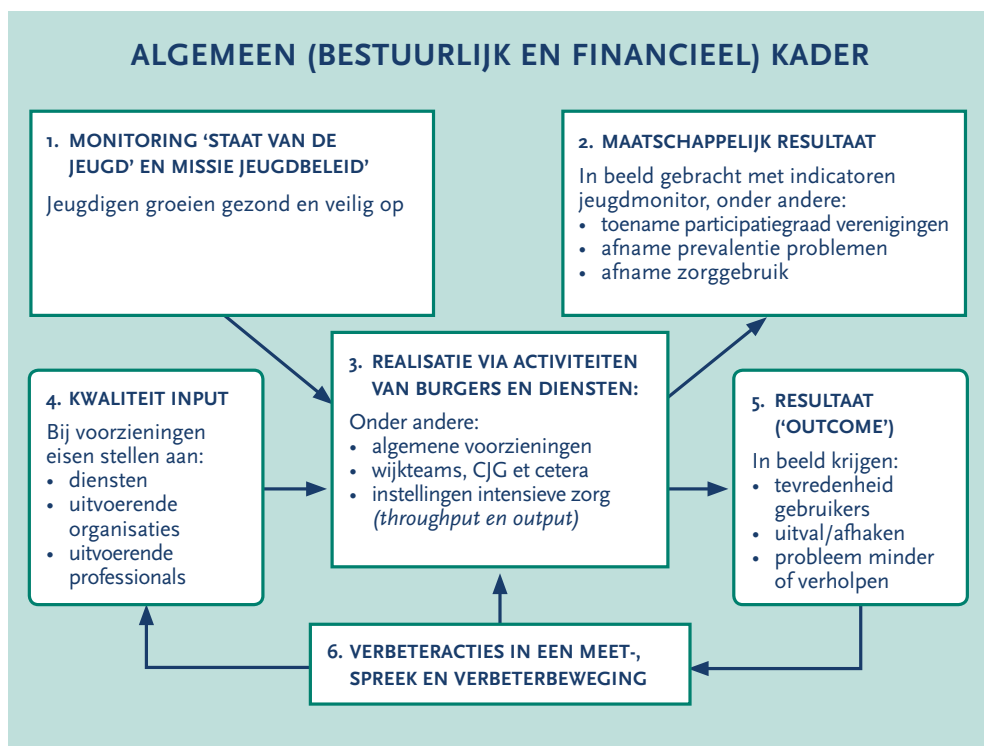 ALGEMEEN (BESTUURLIJK EN FINANCIEEL) KADER
1. MONITORING ‘STAAT VAN DE
JEUGD’ EN MISSIE JEUGDBELEID’
Jeugdigen groeien gezond en veilig op
2. MAATSCHAPPELIJK RESULTAAT
In beeld gebracht met indicatoren
jeugdmonitor, onder andere:
• toename participatiegraad verenigingen
• afname prevalentie problemen
• afname zorggebruik
3. REALISATIE VIA ACTIVITEITEN
VAN BURGERS EN DIENSTEN:
Onder andere:
• algemene voorzieningen
• wijkteams, CJG et cetera
• instellingen intensieve zorg
(throughput en output)
4. KWALITEIT INPUT
Bij voorzieningen
eisen stellen aan:
• diensten
• uitvoerende
organisaties
• uitvoerende
professionals
5. RESULTAAT
(‘OUTCOME’)
In beeld krijgen:
• tevredenheid
gebruikers
• uitval/afhaken
• probleem minder
of verholpen
6. VERBETERACTIES IN EEN MEET-,
SPREEK EN VERBETERBEWEGING